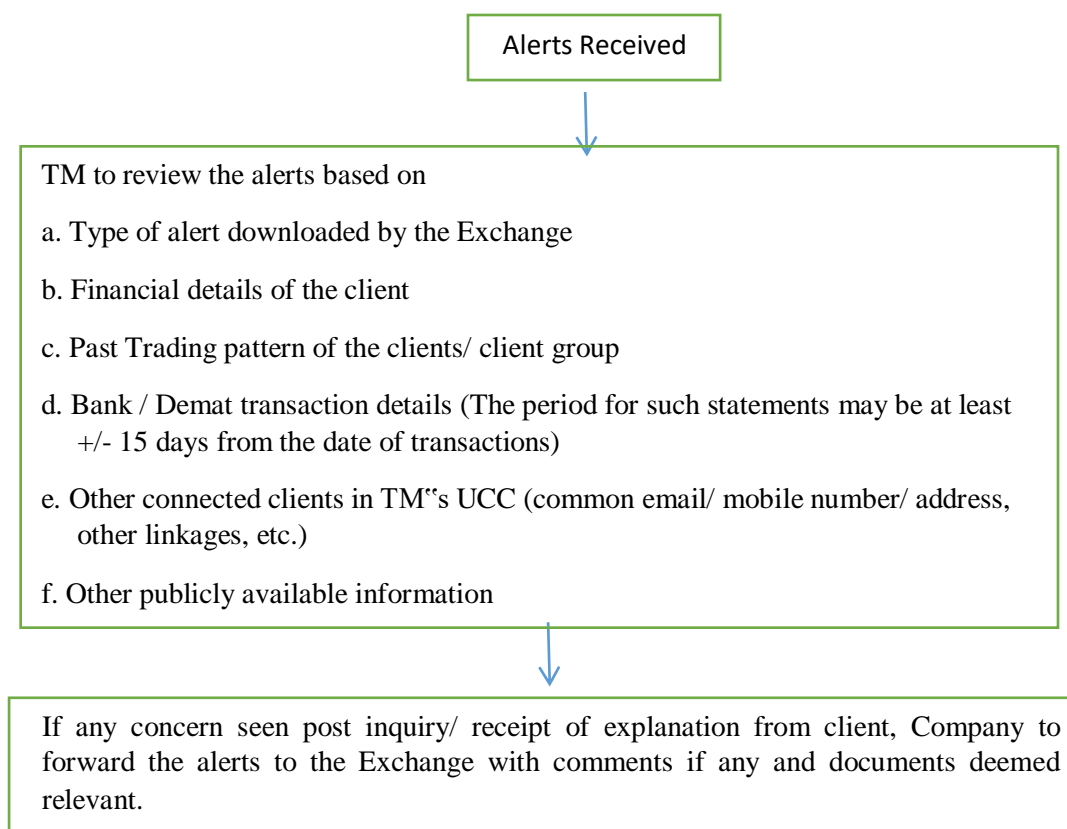 Alerts Received
TM to review the alerts based on
a. Type of alert downloaded by the Exchange
b. Financial details of the client
c. Past Trading pattern of the clients/ client group
d. Bank / Demat transaction details (The period for such statements may be at least
+/- 15 days from the date of transactions)
e. Other connected clients in TM‟s UCC (common email/ mobile number/ address,
other linkages, etc.)
f. Other publicly available information
If any concern seen post inquiry/ receipt of explanation from client, Company to
forward the alerts to the Exchange with comments if any and documents deemed
relevant.